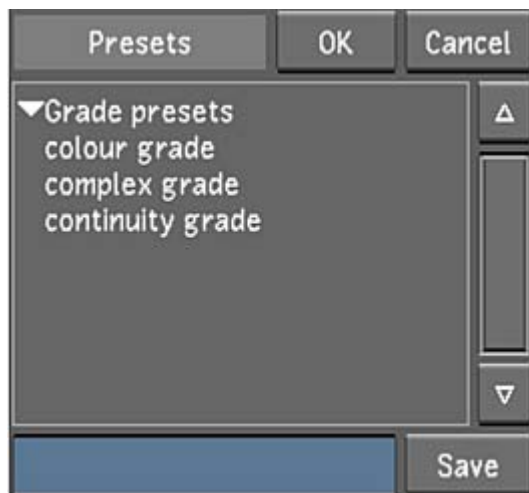 Presets OK Cancel
Grade presets
colour grade
complex grade
continuity grade
Save